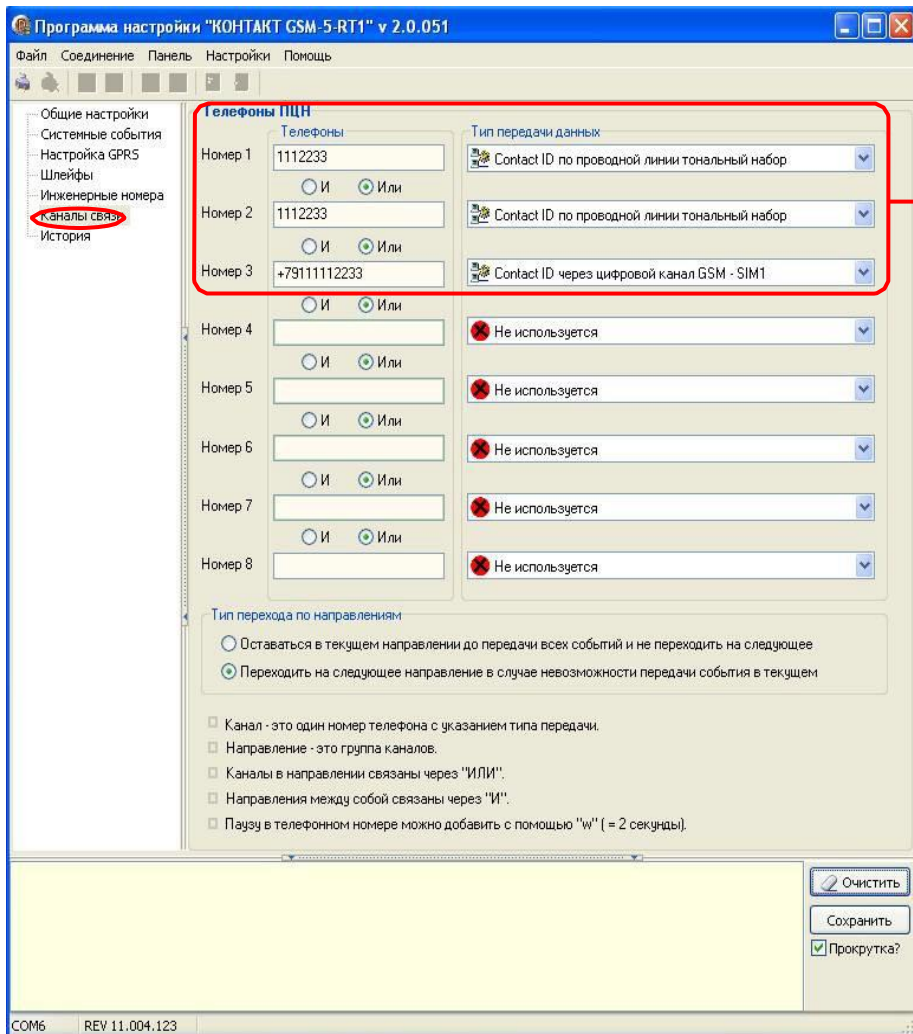 Программа настройки "КОНТАКТ GSM-5-RT1" v 2.0.051
Файл Соединение Панель Настройки Помощь
Общие настройки
Системные события
Настройка GPRS
Шлейфы
Инженерные номера
Каналы связи
История
Телефоны ПЦН
Телефоны Тип передачи данных
Номер 1 1112233 Contact ID по проводной линии тональный набор
И Или
Номер 2 1112233 Contact ID по проводной линии тональный набор
И Или
Номер 3 +79111112233 Contact ID через цифровой канал GSM - SIM1
И Или
Номер 4 Не используется
И Или
Номер 5 Не используется
И Или
Номер 6 Не используется
И Или
Номер 7 Не используется
И Или
Номер 8 Не используется
Тип перехода по направлениям
Оставаться в текущем направлении до передачи всех событий и не переходить на следующее
Переходить на следующее направление в случае невозможности передачи события в текущем
Канал - это один номер телефона с указанием типа передачи.
Направление - это группа каналов.
Каналы в направлении связаны через "ИЛИ".
Направления между собой связаны через "И".
Паузу в телефонном номере можно добавить с помощью "w" ( = 2 секунды).
Очистить
Сохранить
Прокрутка?
COM6 REV 11.004.123